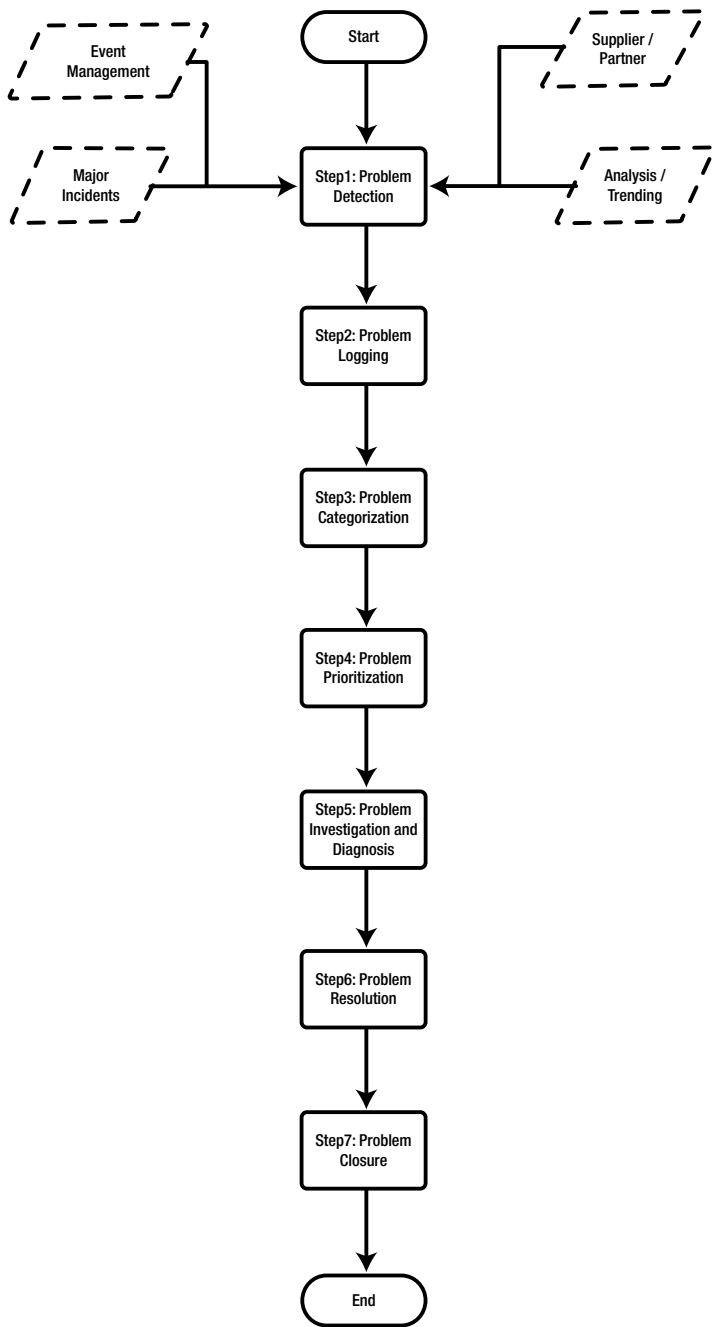 Start
Event
Management
Supplier /
Partner
Major
Incidents
Step1: Problem
Detection
Analysis /
Trending
Step2: Problem
Logging
Step3: Problem
Categorization
Step4: Problem
Prioritization
Step5: Problem
Investigation and
Diagnosis
Step6: Problem
Resolution
Step7: Problem
Closure
End